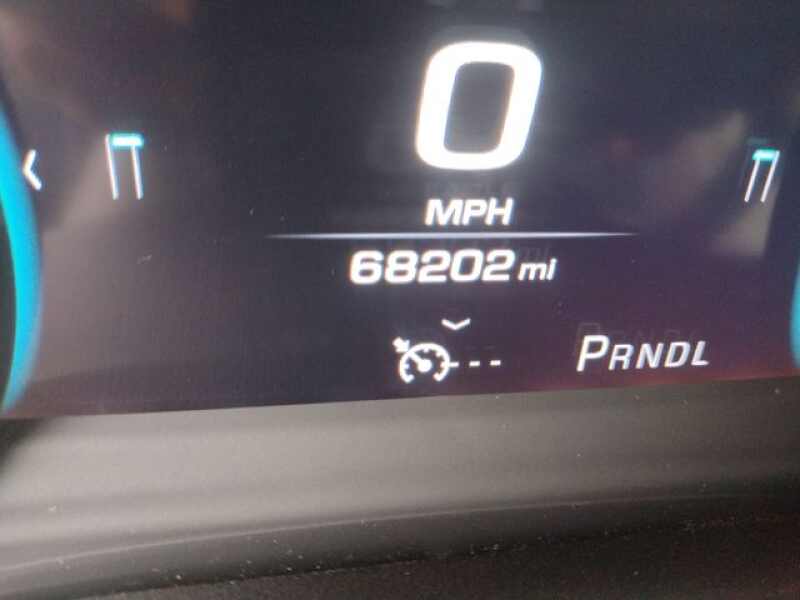 0
MPH
68202 mi
---
PRNDL